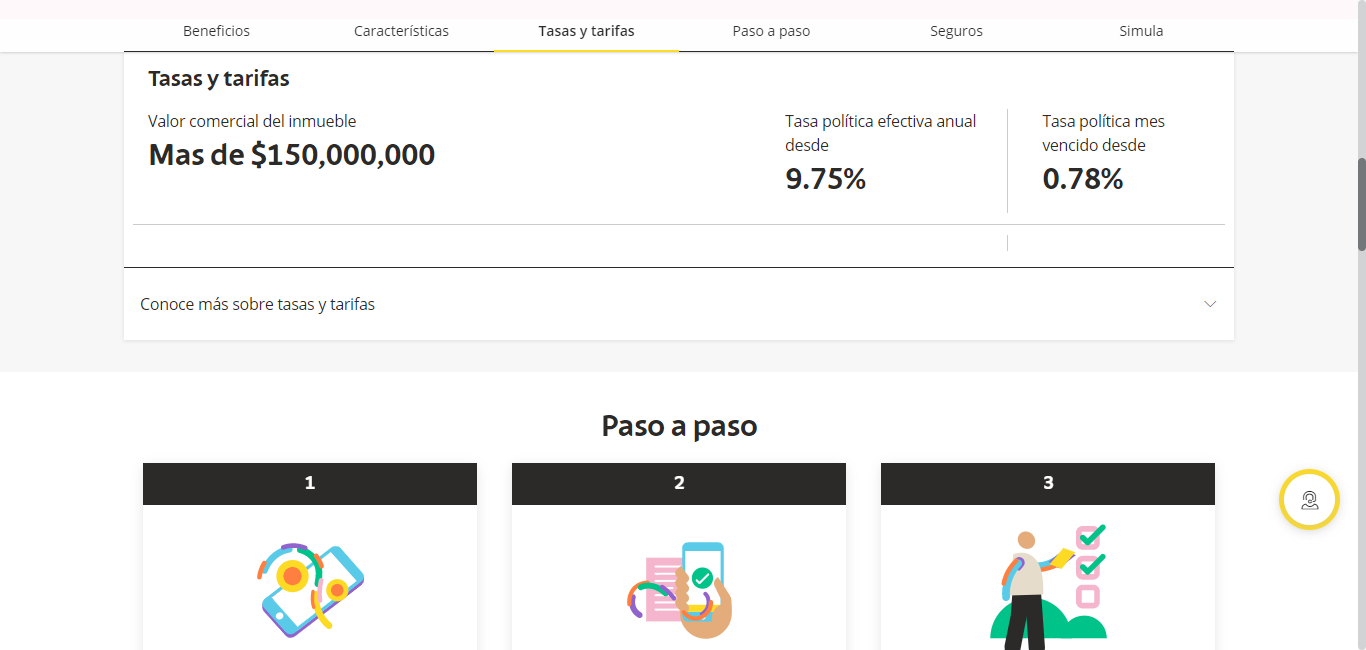 Beneficios
Características
Tasas y tarifas
Paso a paso
Seguros
Simula
Tasas y tarifas
Valor comercial del inmueble
Mas de $150,000,000
Tasa política efectiva anual
desde
9.75%
Tasa política mes
vencido desde
0.78%
Conoce más sobre tasas y tarifas
Paso a paso
1
2
3